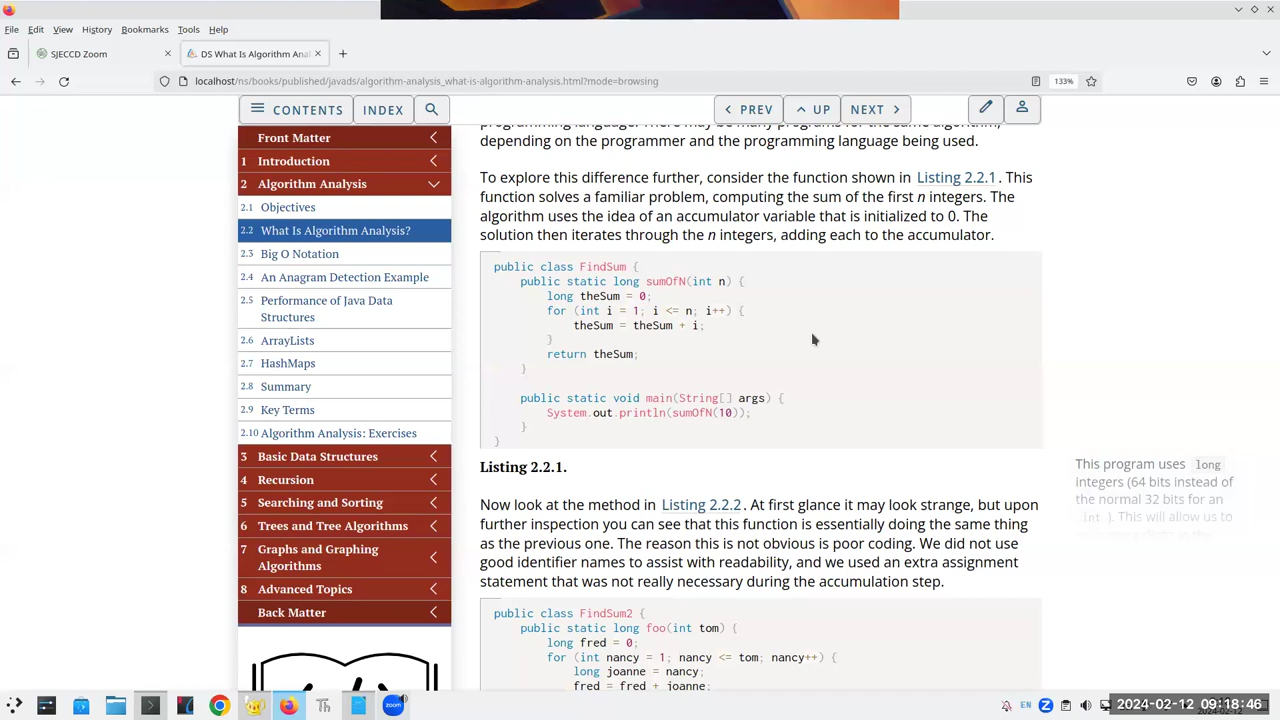 File Edit View History Bookmarks Tools Help
SJECCD Zoom
DS What Is Algorithm Anal
localhost/ns/books/published/javads/algorithm-analysis_what-is-algorithm-analysis.html?mode=browsing
133%
CONTENTS INDEX
PREV UP NEXT
Front Matter
1 Introduction
2 Algorithm Analysis
2.1 Objectives
2.2 What Is Algorithm Analysis?
2.3 Big O Notation
2.4 An Anagram Detection Example
2.5 Performance of Java Data
Structures
2.6 ArrayLists
2.7 HashMaps
2.8 Summary
2.9 Key Terms
2.10 Algorithm Analysis: Exercises
3 Basic Data Structures
4 Recursion
5 Searching and Sorting
6 Trees and Tree Algorithms
7 Graphs and Graphing
Algorithms
8 Advanced Topics
Back Matter
programming language. There may be many programs for the same algorithm,
depending on the programmer and the programming language being used.
To explore this difference further, consider the function shown in Listing 2.2.1. This
function solves a familiar problem, computing the sum of the first n integers. The
algorithm uses the idea of an accumulator variable that is initialized to 0. The
solution then iterates through the n integers, adding each to the accumulator.
public class FindSum {
public static long sumOfN(int n) {
long theSum = 0;
for (int i = 1; i <= n; i++) {
theSum = theSum + i;
}
return theSum;
}
public static void main(String[] args) {
System.out.println(sumOfN(10));
}
}
Listing 2.2.1.
Now look at the method in Listing 2.2.2. At first glance it may look strange, but upon
further inspection you can see that this function is essentially doing the same thing
as the previous one. The reason this is not obvious is poor coding. We did not use
good identifier names to assist with readability, and we used an extra assignment
statement that was not really necessary during the accumulation step.
public class FindSum2 {
public static long foo(int tom) {
long fred = 0;
for (int nancy = 1; nancy <= tom; nancy++) {
long joanne = nancy;
fred = fred + joanne;
This program uses long
integers (64 bits instead of
the normal 32 bits for an
int ). This will allow us to
Th
zoom
EN
2024-02-12 09:18:46